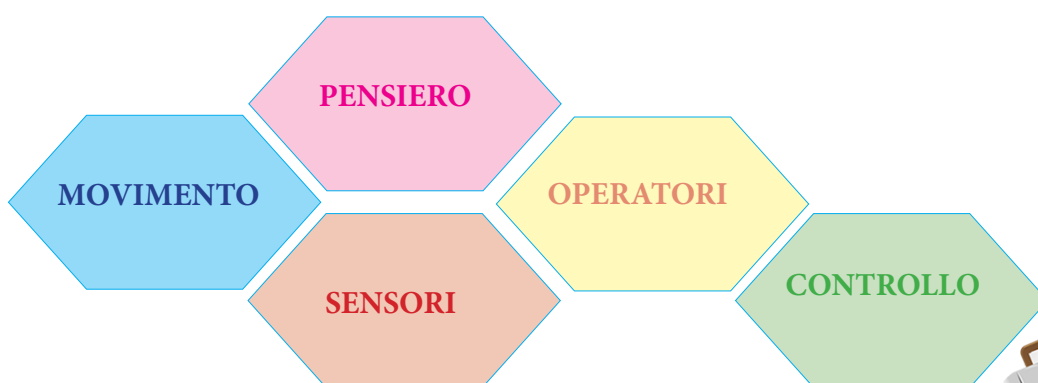 PENSIERO
MOVIMENTO
OPERATORI
SENSORI
CONTROLLO